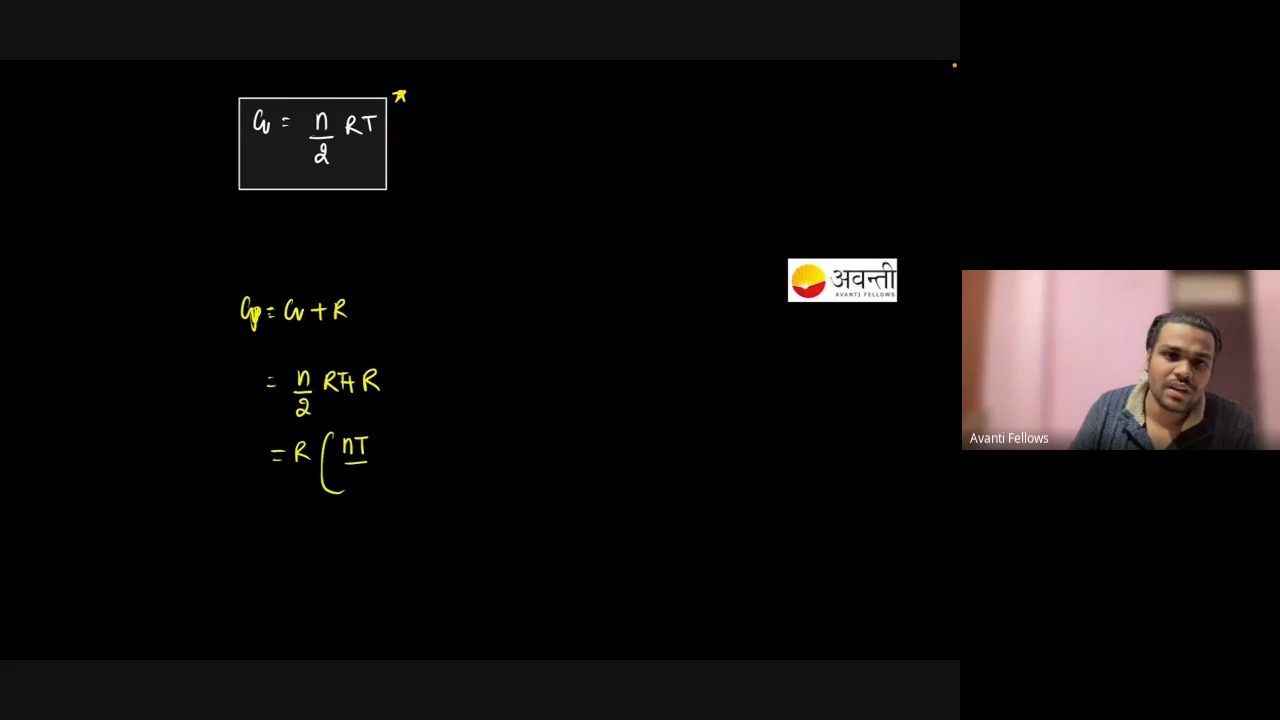 Cv = n/2 RT
Cp = Cv + R
= n/2 RT + R
= R ( nT
अवन्ती
AVANTI FELLOWS
Avanti Fellows